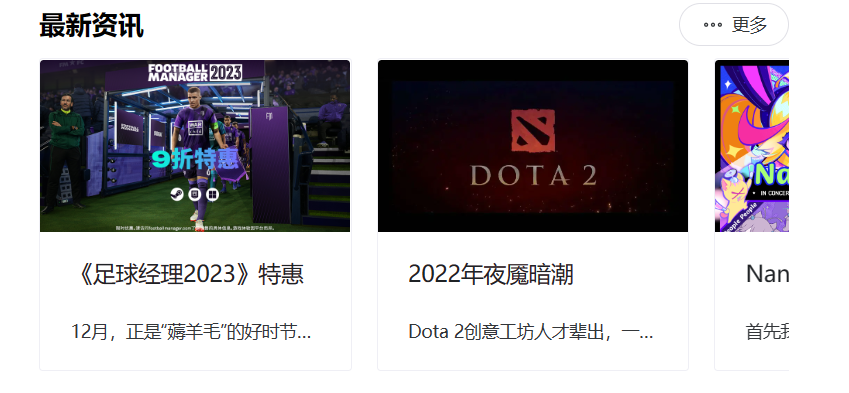 最新资讯
更多
FOOTBALL
MANAGER 2023
9折特惠
《足球经理2023》特惠
12月，正是“薅羊毛”的好时节...
DOTA 2
2022年夜魇暗潮
Dota 2创意工坊人才辈出，一...
Na
IN CONCER
Nan
首先我